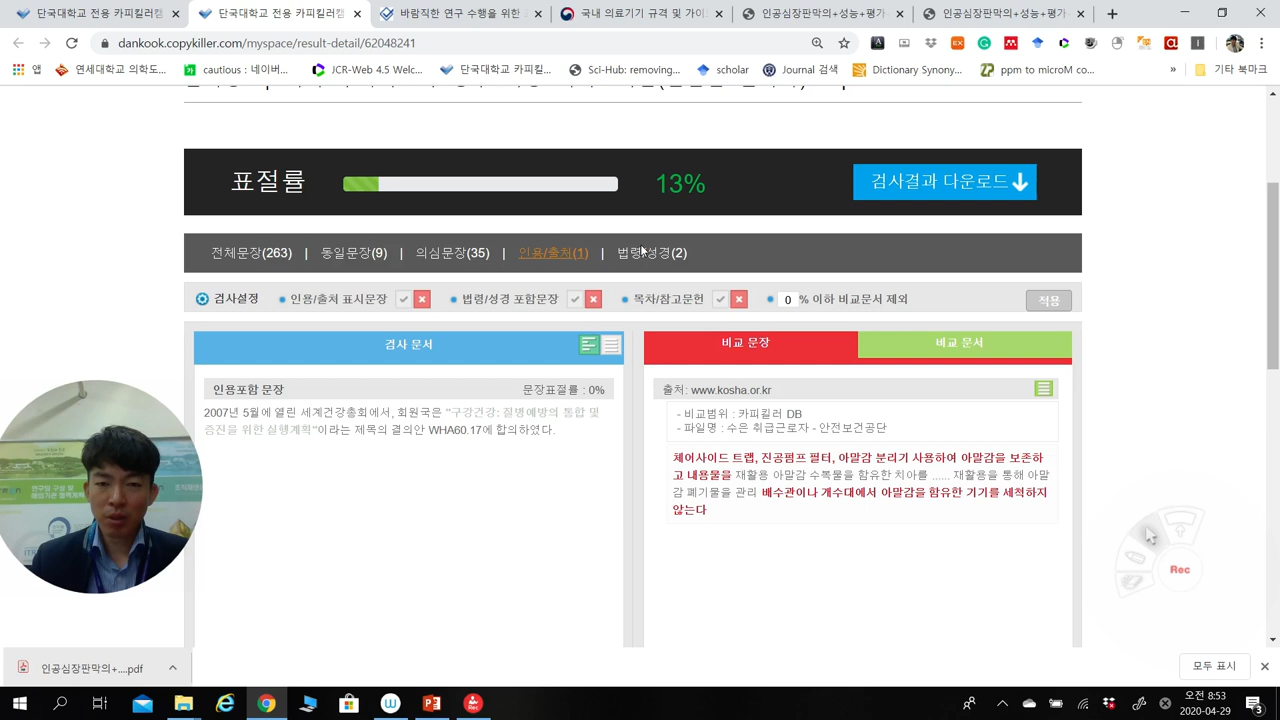 단국대학교 전용 카피킬러캠
단국대학교 전용 카피킬러캠
바람직한 연구 수행을 위한
국내 의료기기 규격 및 가이
인공심장판막의+성능+평가
인공심장판막의+성능+평가
dankook.copykiller.com/myspace/result-detail/62048241
앱
연세대학교 의학도...
cautious : 네이버...
JCR-Web 4.5 Welc...
단국대학교 카피킬...
Sci-Hub: removing...
scholar
Journal 검색
Dictionary Synony...
ppm to microM co...
»
기타 북마크
표절률
13%
검사결과 다운로드
전체문장(263) | 동일문장(9) | 의심문장(35) | 인용/출처(1) | 법령/성경(2)
검사설정
인용/출처 표시문장
법령/성경 포함문장
목차/참고문헌
0 % 이하 비교문서 제외
적용
검사 문서
비교 문장
비교 문서
인용포함 문장
문장표절률 : 0%
2007년 5월에 열린 세계건강총회에서, 회원국은 "구강건강: 질병예방의 통합 및
증진을 위한 실행계획"이라는 제목의 결의안 WHA60.17에 합의하였다.
출처: www.kosha.or.kr
- 비교범위 : 카피킬러 DB
- 파일명 : 수은 취급근로자 - 안전보건공단
체어사이드 트랩, 진공펌프 필터, 아말감 분리기 사용하여 아말감을 보존하
고 내용물을 재활용 아말감 수복물을 함유한 치아를 ...... 재활용을 통해 아말
감 폐기물을 관리 배수관이나 개수대에서 아말감을 함유한 기기를 세척하지
않는다
Rec
인공심장판막의+....pdf
모두 표시
오전 8:53
2020-04-29
3